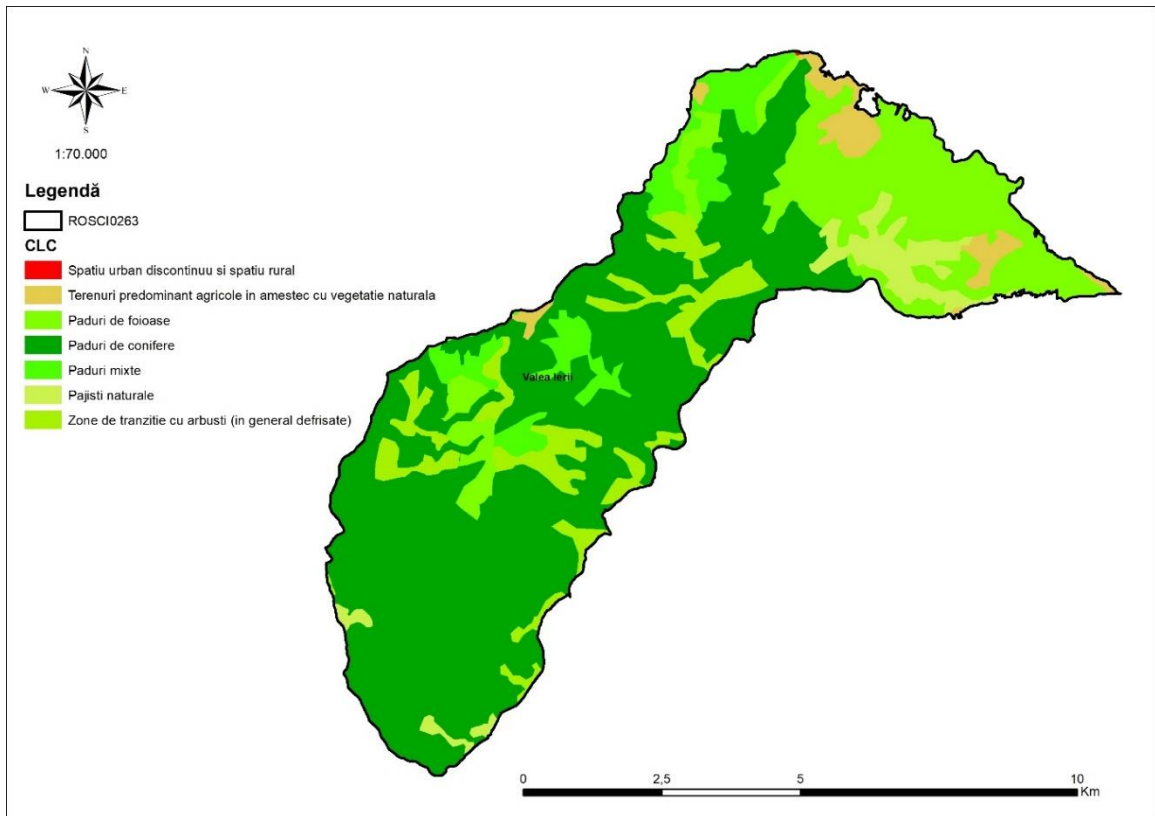 N
W E
S
1:70.000
Legendă
ROSCI0263
CLC
Spatiu urban discontinuu si spatiu rural
Terenuri predominant agricole in amestec cu vegetatie naturala
Paduri de foioase
Paduri de conifere
Paduri mixte
Pajisti naturale
Zone de tranzitie cu arbusti (in general defrisate)
Valea Ierii
0 2,5 5 10
Km